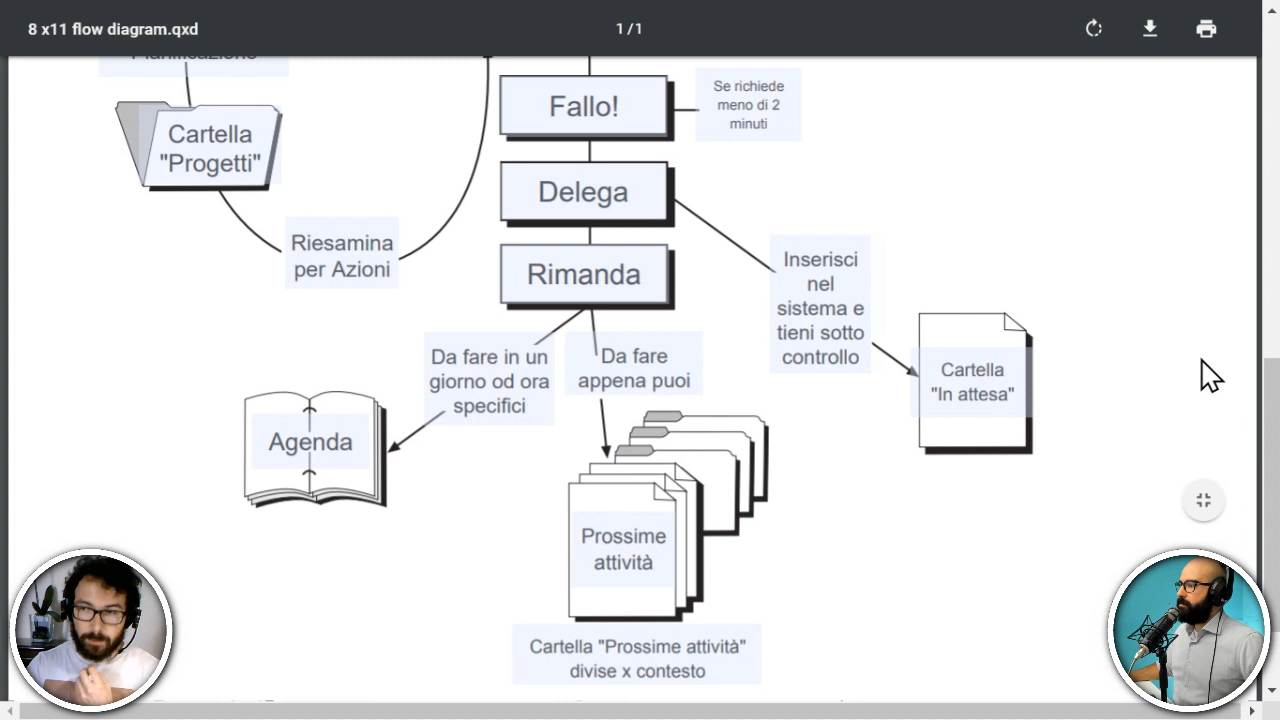 8 x11 flow diagram.qxd
1 / 1
Pianificazione
Cartella
"Progetti"
Riesamina
per Azioni
Fallo!
Se richiede
meno di 2
minuti
Delega
Rimanda
Inserisci
nel
sistema e
tieni sotto
controllo
Cartella
"In attesa"
Da fare in un
giorno od ora
specifici
Da fare
appena puoi
Agenda
Prossime
attività
Cartella "Prossime attività"
divise x contesto